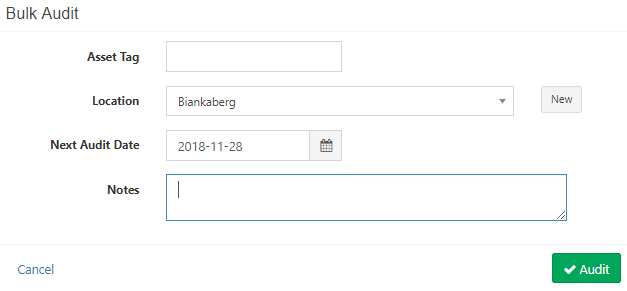 Bulk Audit
Asset Tag
Location Biankaberg New
Next Audit Date 2018-11-28
Notes
Cancel Audit